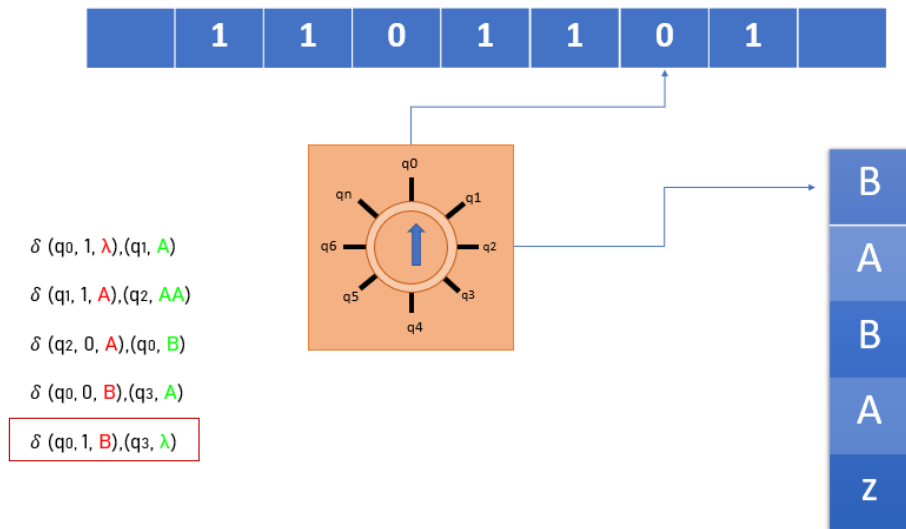 1 1 0 1 1 0 1
q0
qn q1
q6 q2
q5 q3
q4
δ (q0, 1, λ),(q1, A)
δ (q1, 1, A),(q2, AA)
δ (q2, 0, A),(q0, B)
δ (q0, 0, B),(q3, A)
δ (q0, 1, B),(q3, λ)
B
A
B
A
z